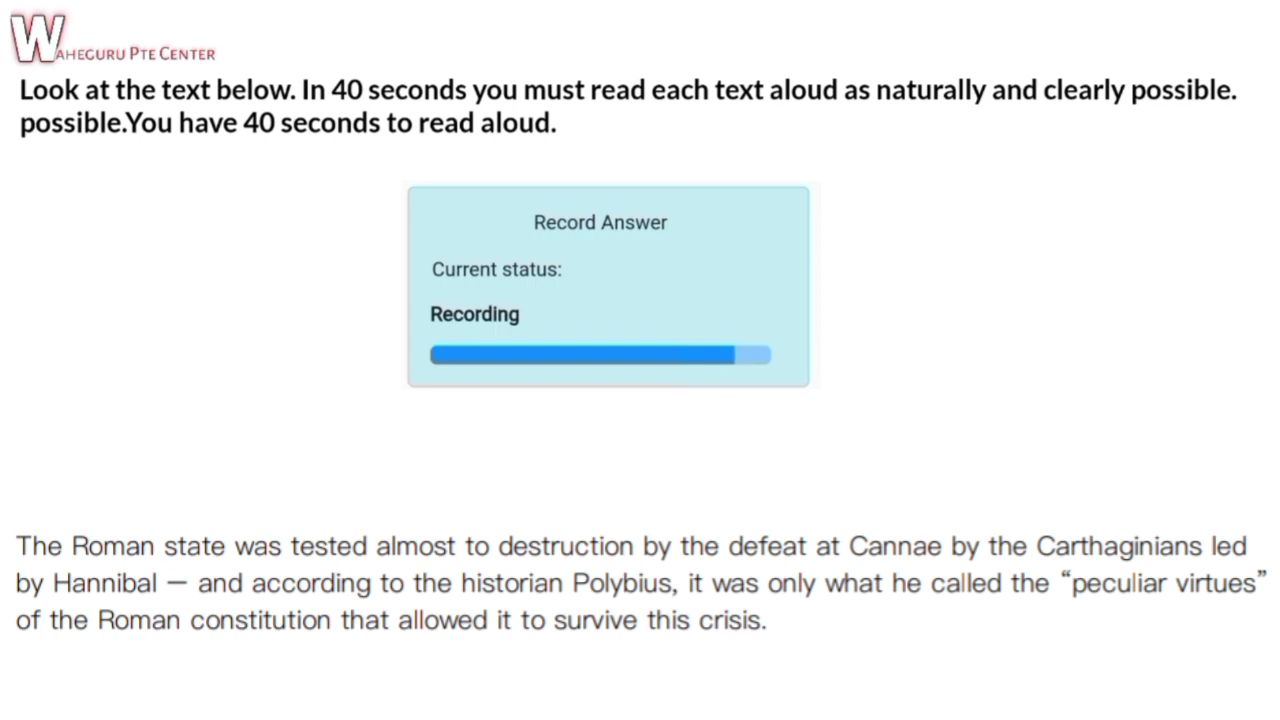 WAHEGURU PTE CENTER
Look at the text below. In 40 seconds you must read each text aloud as naturally and clearly possible.
possible.You have 40 seconds to read aloud.
Record Answer
Current status:
Recording
The Roman state was tested almost to destruction by the defeat at Cannae by the Carthaginians led
by Hannibal — and according to the historian Polybius, it was only what he called the “peculiar virtues”
of the Roman constitution that allowed it to survive this crisis.